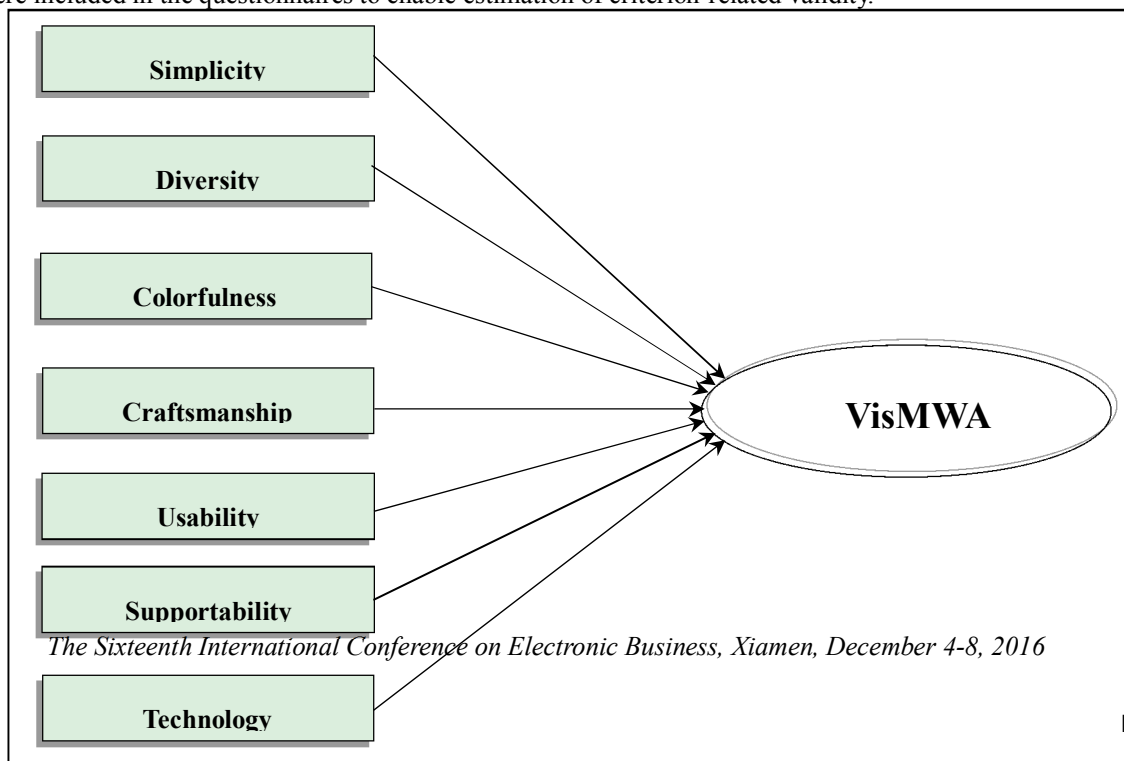 ere included in the questionnaires to enable estimation of criterion-related validity.
Simplicity
Diversity
Colorfulness
Craftsmanship
VisMWA
Usability
Supportability
The Sixteenth International Conference on Electronic Business, Xiamen, December 4-8, 2016
Technology